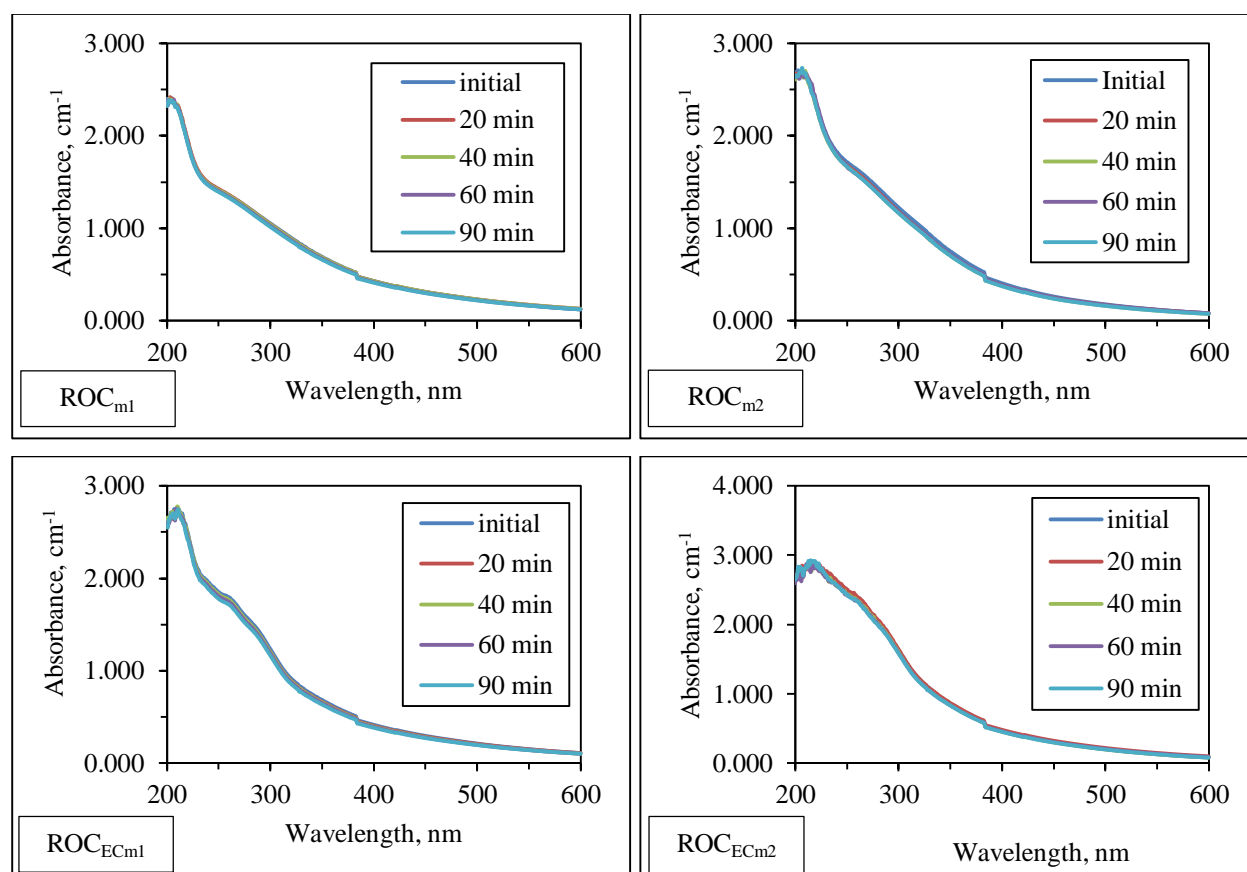 3.000
2.000
1.000
0.000
Absorbance, cm-1
200
300
400
500
600
Wavelength, nm
initial
20 min
40 min
60 min
90 min
ROCm1
3.000
2.000
1.000
0.000
Absorbance, cm-1
200
300
400
500
600
Wavelength, nm
Initial
20 min
40 min
60 min
90 min
ROCm2
3.000
2.000
1.000
0.000
Absorbance, cm-1
200
300
400
500
600
Wavelength, nm
initial
20 min
40 min
60 min
90 min
ROCECm1
4.000
3.000
2.000
1.000
0.000
Absorbance, cm-1
200
300
400
500
600
Wavelength, nm
initial
20 min
40 min
60 min
90 min
ROCECm2